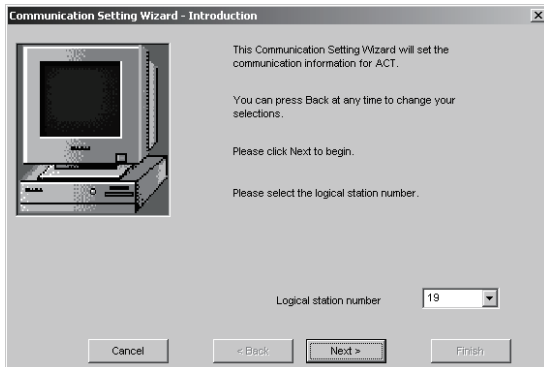 Communication Setting Wizard - Introduction
This Communication Setting Wizard will set the
communication information for ACT.
You can press Back at any time to change your
selections.
Please click Next to begin.
Please select the logical station number.
Logical station number
19
Cancel
< Back
Next >
Finish